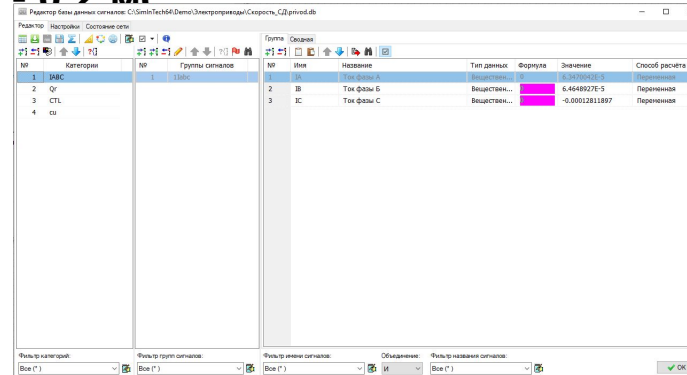 Редактор базы данных сигналов: C:\SimInTech64\Demo\Электроприводы\Скорость_СД\privod.db
Редактор Настройки Состояние сети
Группа Сводная
№ Категории
1 IABC
2 Qr
3 CTL
4 cu
№ Группы сигналов
1 1Iabc
№ Имя Название Тип данных Формула Значение Способ расчёта
1 IA Ток фазы А Веществен... 0 6.3470042E-5 Переменная
2 IB Ток фазы Б Веществен... 6.4648927E-5 Переменная
3 IC Ток фазы С Веществен... -0.00012811897 Переменная
Фильтр категорий: Фильтр групп сигналов: Фильтр имени сигналов: Объединение: Фильтр названия сигналов:
Все (*) Все (*) Все (*) И Все (*) OK